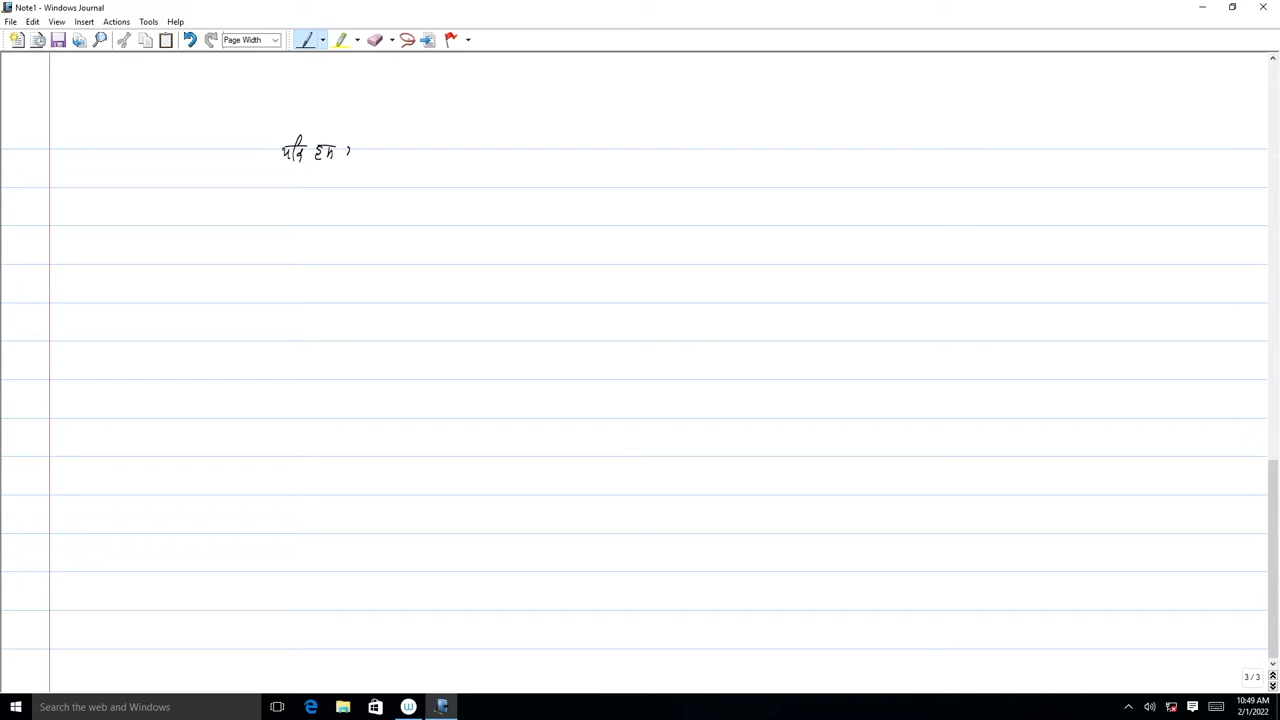 Note1 - Windows Journal
File Edit View Insert Actions Tools Help
Page Width
यदि हम
3 / 3
Search the web and Windows
10:49 AM
2/1/2022